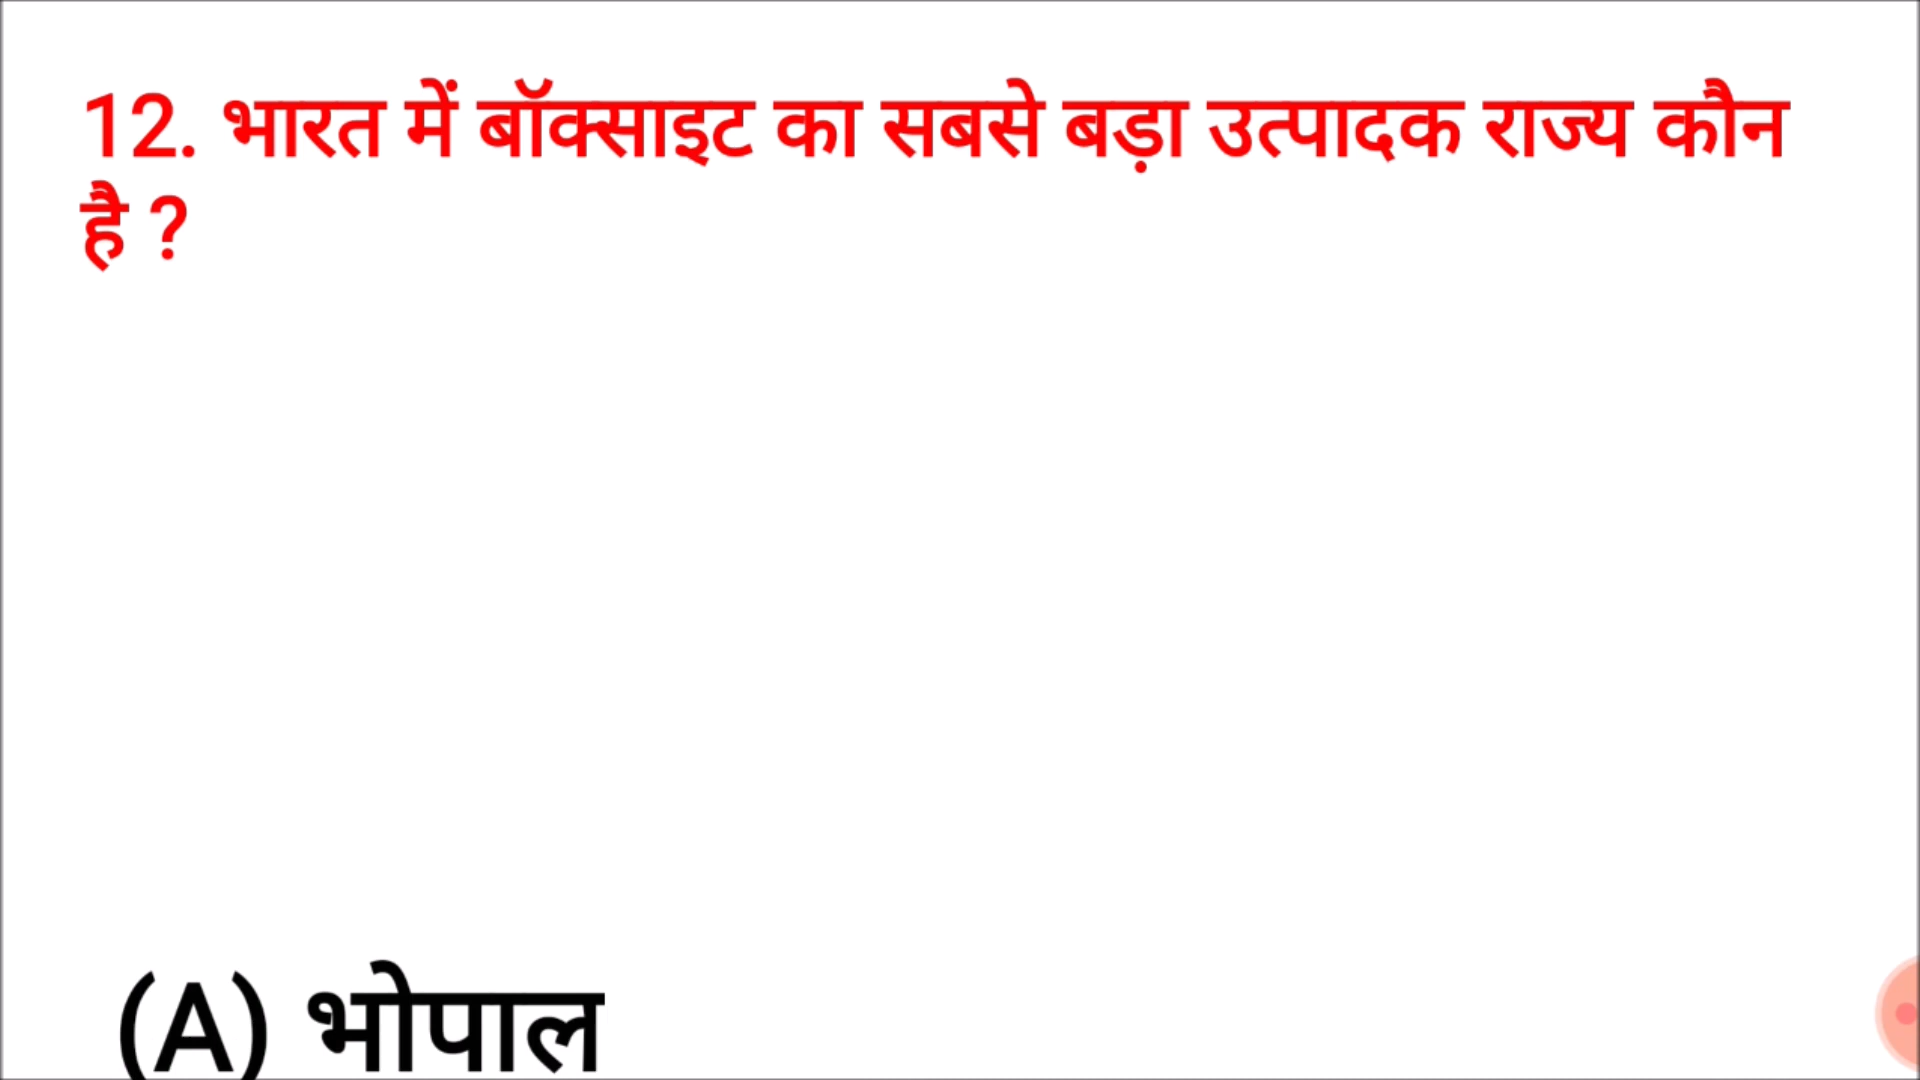 12. भारत में बॉक्साइट का सबसे बड़ा उत्पादक राज्य कौन
है ?
(A) भोपाल